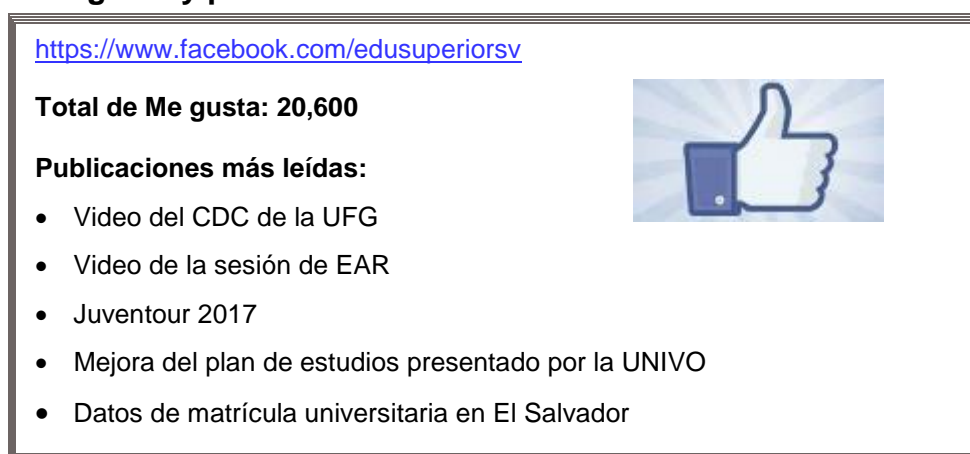 https://www.facebook.com/edusuperiorsv
Total de Me gusta: 20,600
Publicaciones más leídas:
• Video del CDC de la UFG
• Video de la sesión de EAR
• Juventour 2017
• Mejora del plan de estudios presentado por la UNIVO
• Datos de matrícula universitaria en El Salvador